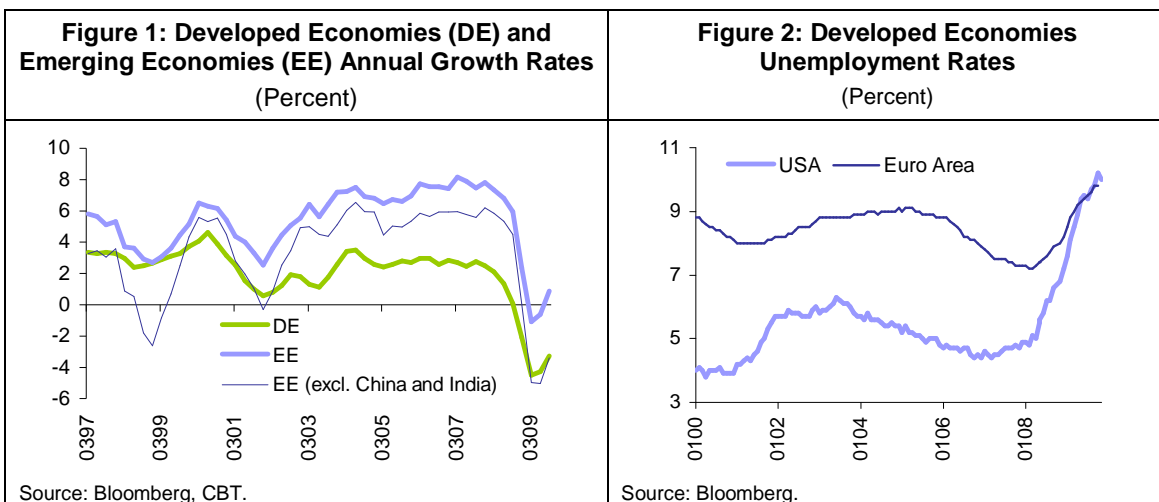 Figure 1: Developed Economies (DE) and
Emerging Economies (EE) Annual Growth Rates
(Percent)
10
8
6
4
2
0
-2
-4
-6
DE
EE
EE (excl. China and India)
0397
0399
0301
0303
0305
0307
0309
Source: Bloomberg, CBT.
Figure 2: Developed Economies
Unemployment Rates
(Percent)
11
9
7
5
3
USA
Euro Area
0100
0102
0104
0106
0108
Source: Bloomberg.